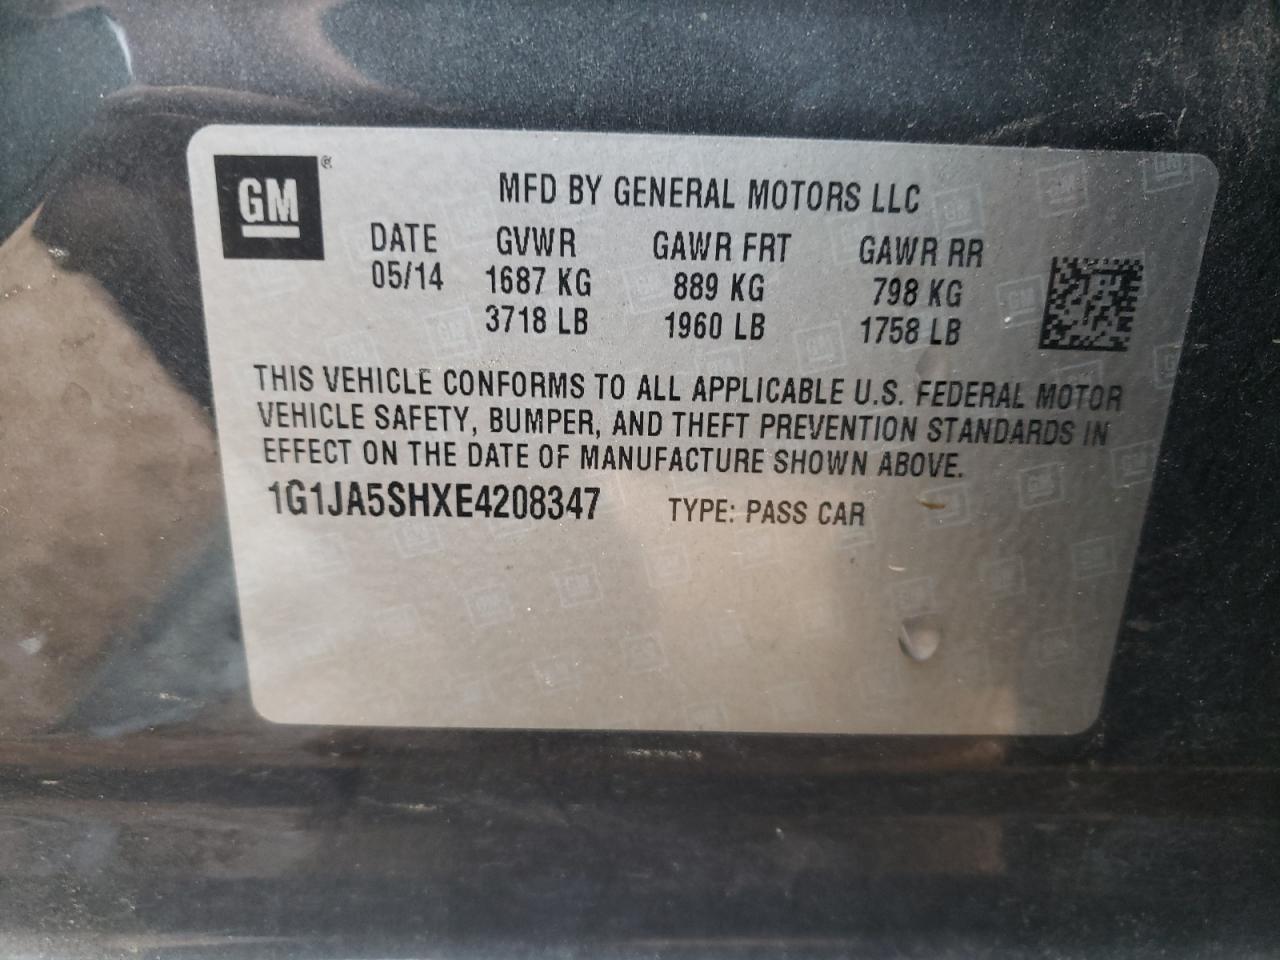 GM ®
MFD BY GENERAL MOTORS LLC
DATE GVWR GAWR FRT GAWR RR
05/14 1687 KG 889 KG 798 KG
3718 LB 1960 LB 1758 LB
THIS VEHICLE CONFORMS TO ALL APPLICABLE U.S. FEDERAL MOTOR
VEHICLE SAFETY, BUMPER, AND THEFT PREVENTION STANDARDS IN
EFFECT ON THE DATE OF MANUFACTURE SHOWN ABOVE.
1G1JA5SHXE4208347 TYPE: PASS CAR